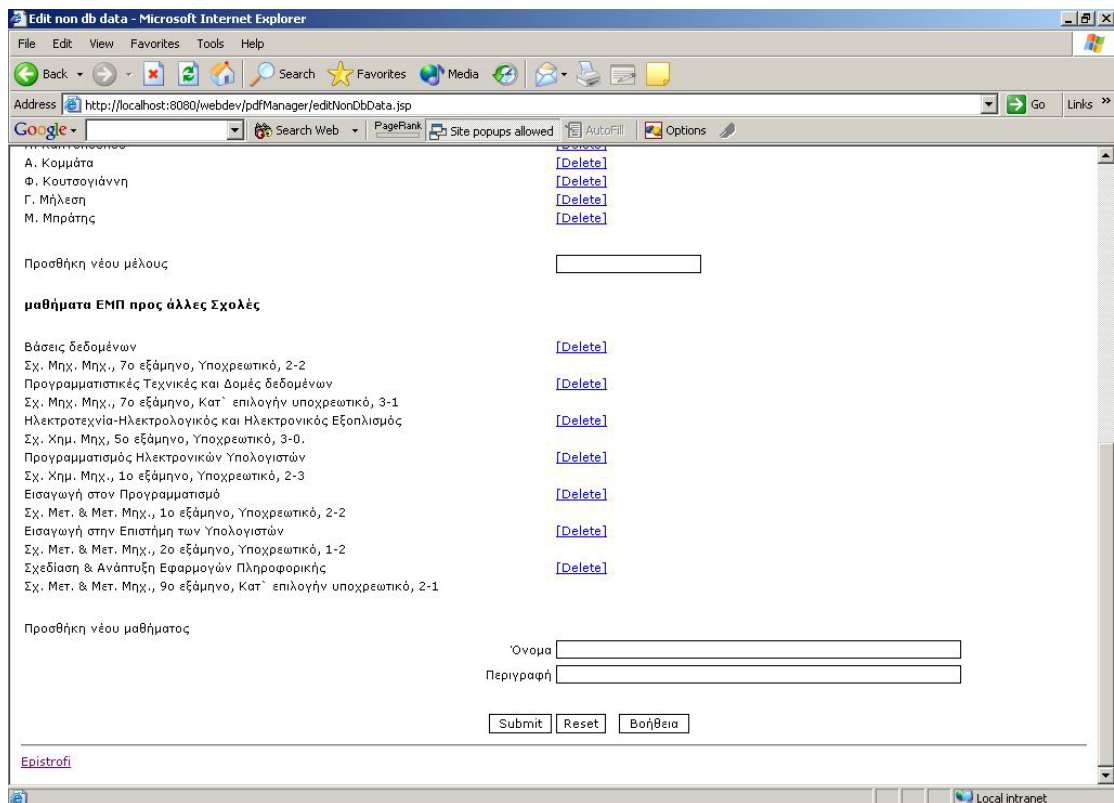 Edit non db data - Microsoft Internet Explorer
File Edit View Favorites Tools Help
Back Search Favorites Media
Address http://localhost:8080/webdev/pdfManager/editNonDbData.jsp Go Links »
Google Search Web PageRank Site popups allowed AutoFill Options
[Delete]
Α. Κομμάτα [Delete]
Φ. Κουτσογιάννη [Delete]
Γ. Μήλεση [Delete]
Μ. Μπράτης [Delete]
Προσθήκη νέου μέλους
μαθήματα ΕΜΠ προς άλλες Σχολές
Βάσεις δεδομένων [Delete]
Σχ. Μηχ. Μηχ., 7ο εξάμηνο, Υποχρεωτικό, 2-2
Προγραμματιστικές Τεχνικές και Δομές δεδομένων [Delete]
Σχ. Μηχ. Μηχ., 7ο εξάμηνο, Κατ` επιλογήν υποχρεωτικό, 3-1
Ηλεκτροτεχνία-Ηλεκτρολογικός και Ηλεκτρονικός Εξοπλισμός [Delete]
Σχ. Χημ. Μηχ, 5ο εξάμηνο, Υποχρεωτικό, 3-0.
Προγραμματισμός Ηλεκτρονικών Υπολογιστών [Delete]
Σχ. Χημ. Μηχ., 1ο εξάμηνο, Υποχρεωτικό, 2-3
Εισαγωγή στον Προγραμματισμό [Delete]
Σχ. Μετ. & Μετ. Μηχ., 1ο εξάμηνο, Υποχρεωτικό, 2-2
Εισαγωγή στην Επιστήμη των Υπολογιστών [Delete]
Σχ. Μετ. & Μετ. Μηχ., 2ο εξάμηνο, Υποχρεωτικό, 1-2
Σχεδίαση & Ανάπτυξη Εφαρμογών Πληροφορικής [Delete]
Σχ. Μετ. & Μετ. Μηχ., 9ο εξάμηνο, Κατ` επιλογήν υποχρεωτικό, 2-1
Προσθήκη νέου μαθήματος
Όνομα
Περιγραφή
Submit Reset Βοήθεια
Epistrofi
Local intranet